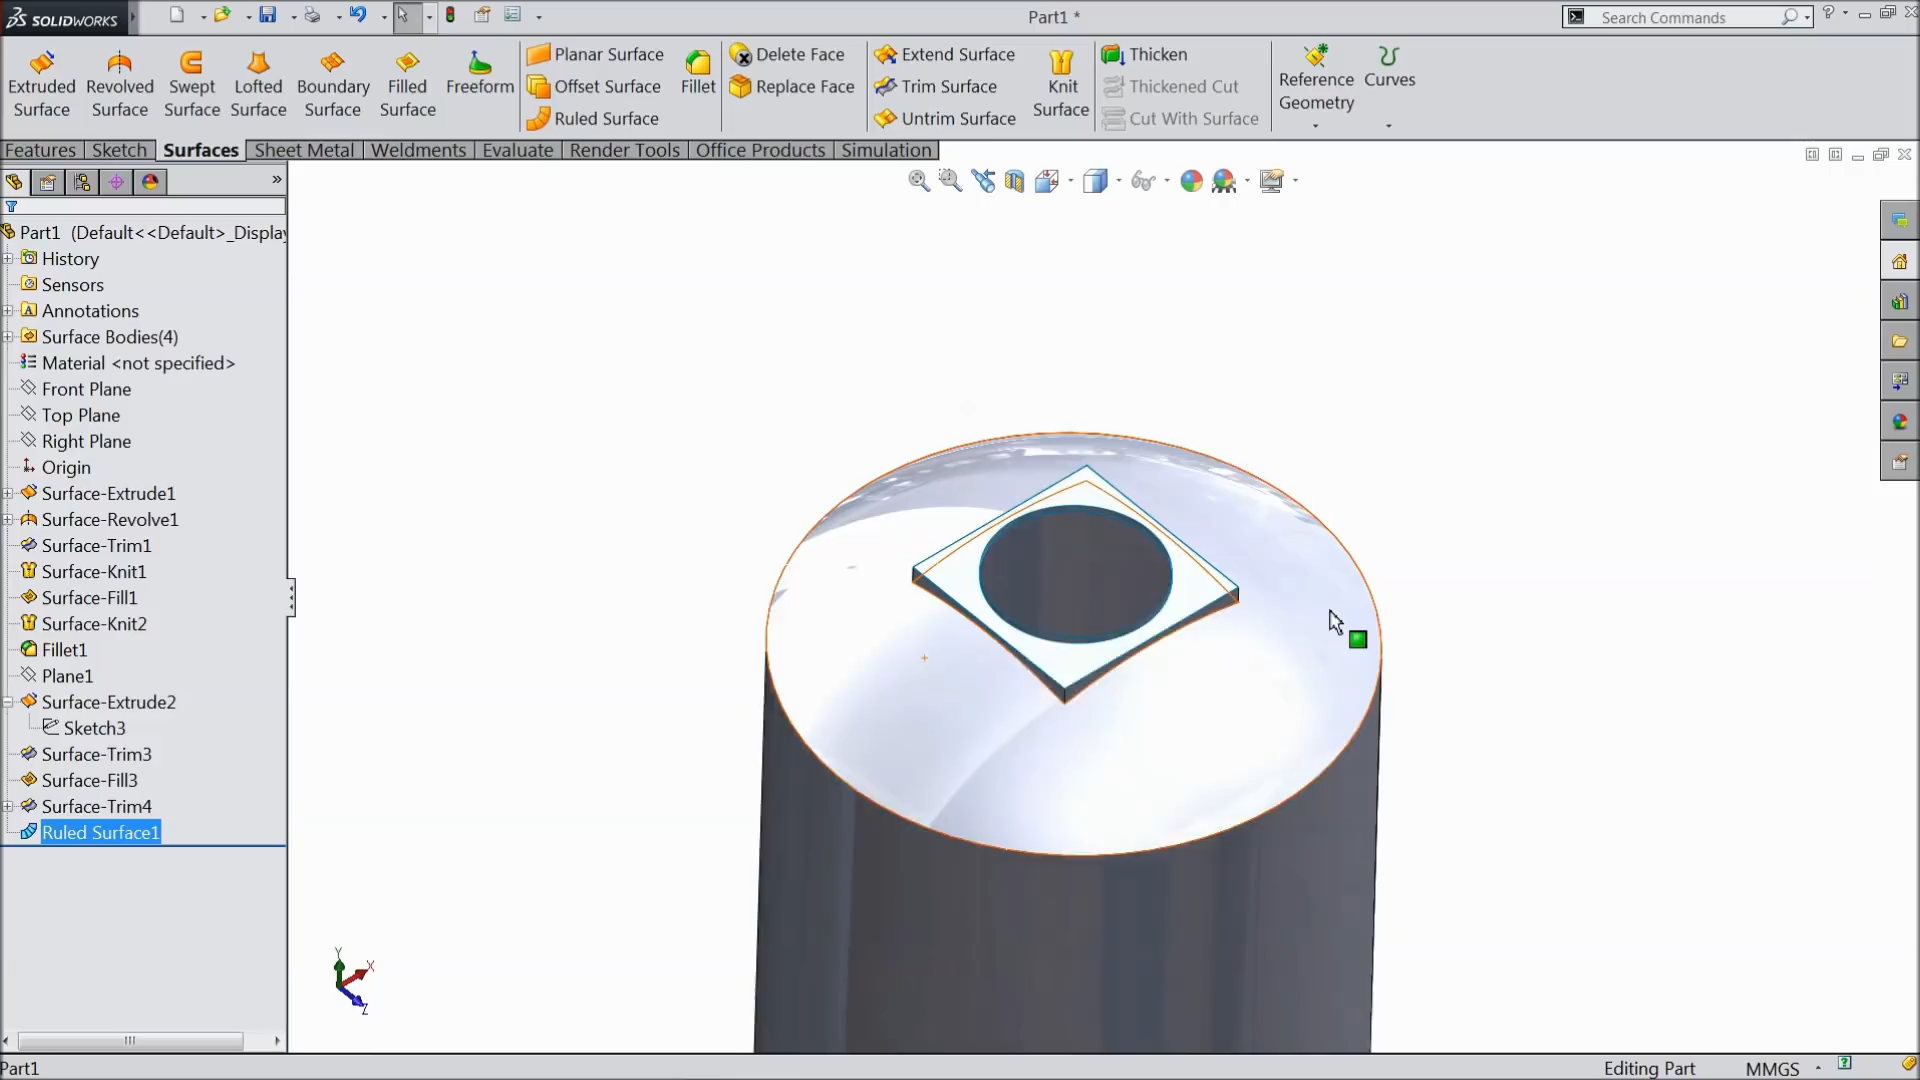 SOLIDWORKS
Part1 *
Search Commands
Extruded Surface
Revolved Surface
Swept Surface
Lofted Surface
Boundary Surface
Filled Surface
Freeform
Planar Surface
Offset Surface
Ruled Surface
Fillet
Delete Face
Replace Face
Extend Surface
Trim Surface
Untrim Surface
Knit Surface
Thicken
Thickened Cut
Cut With Surface
Reference Geometry
Curves
Features
Sketch
Surfaces
Sheet Metal
Weldments
Evaluate
Render Tools
Office Products
Simulation
Part1 (Default<<Default>_Display
History
Sensors
Annotations
Surface Bodies(4)
Material <not specified>
Front Plane
Top Plane
Right Plane
Origin
Surface-Extrude1
Surface-Revolve1
Surface-Trim1
Surface-Knit1
Surface-Fill1
Surface-Knit2
Fillet1
Plane1
Surface-Extrude2
Sketch3
Surface-Trim3
Surface-Fill3
Surface-Trim4
Ruled Surface1
Y
X
Z
Part1
Editing Part
MMGS